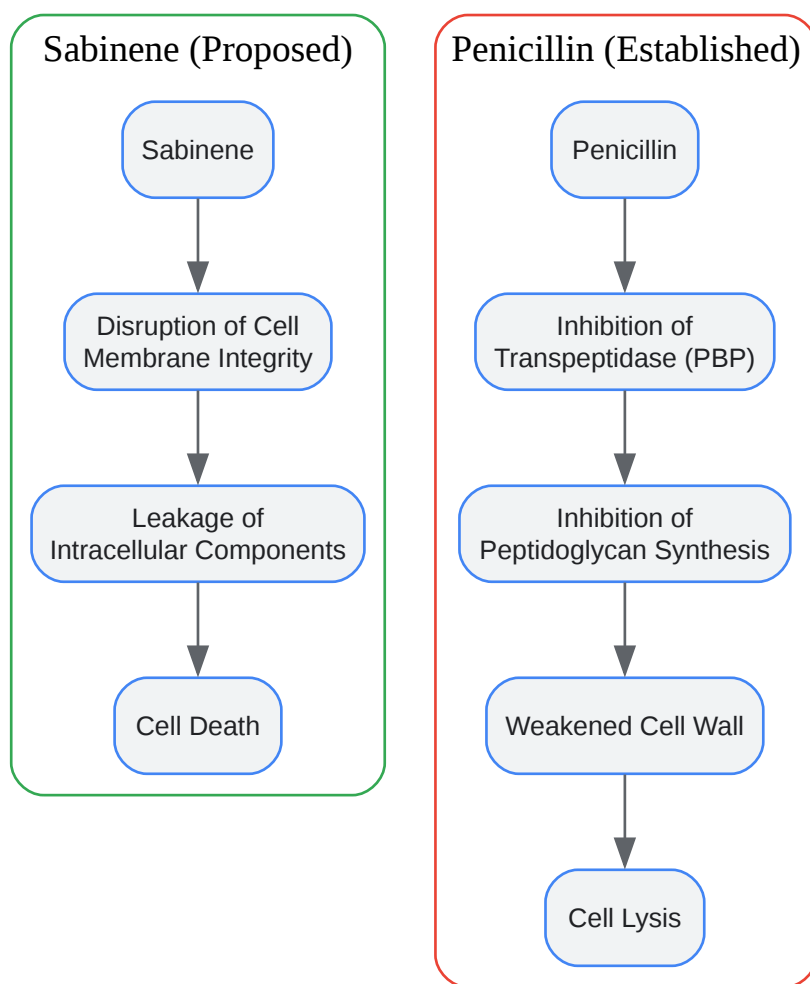 Sabinene (Proposed)
Sabinene
Disruption of Cell
Membrane Integrity
Leakage of
Intracellular Components
Cell Death
Penicillin (Established)
Penicillin
Inhibition of
Transpeptidase (PBP)
Inhibition of
Peptidoglycan Synthesis
Weakened Cell Wall
Cell Lysis